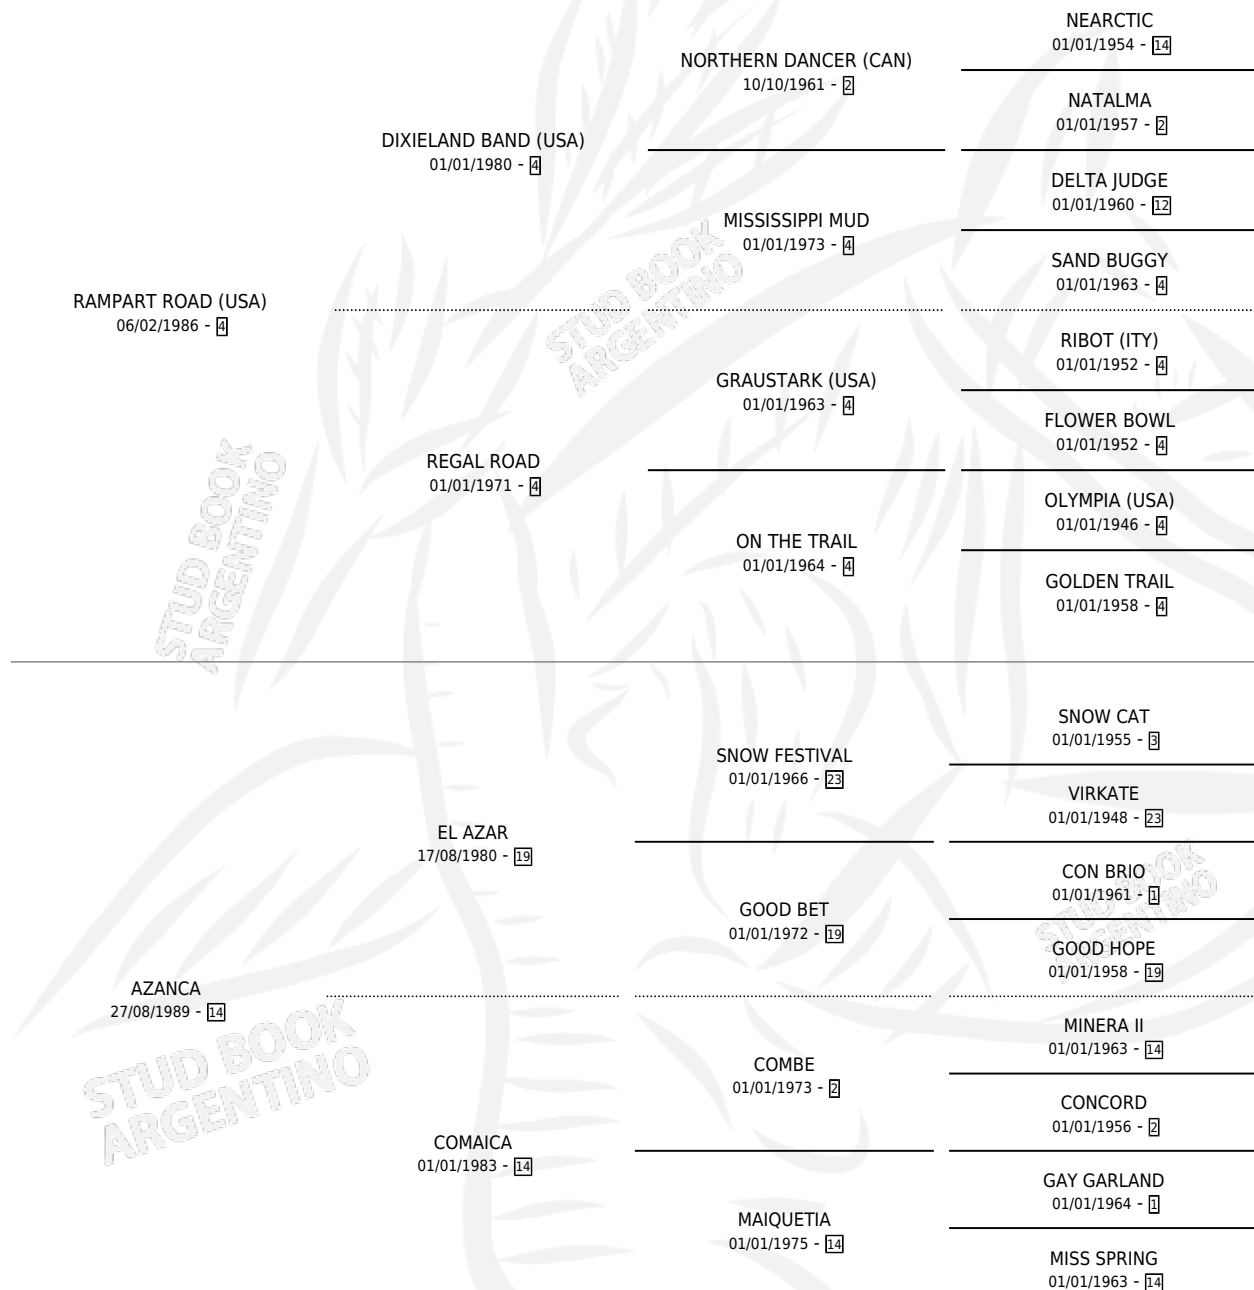 NEARCTIC
01/01/1954 - 14
NORTHERN DANCER (CAN)
10/10/1961 - 2
NATALMA
01/01/1957 - 2
DIXIELAND BAND (USA)
01/01/1980 - 4
DELTA JUDGE
01/01/1960 - 12
MISSISSIPPI MUD
01/01/1973 - 4
SAND BUGGY
01/01/1963 - 4
RAMPART ROAD (USA)
06/02/1986 - 4
RIBOT (ITY)
01/01/1952 - 4
GRAUSTARK (USA)
01/01/1963 - 4
FLOWER BOWL
01/01/1952 - 4
REGAL ROAD
01/01/1971 - 4
OLYMPIA (USA)
01/01/1946 - 4
ON THE TRAIL
01/01/1964 - 4
GOLDEN TRAIL
01/01/1958 - 4
SNOW CAT
01/01/1955 - 3
SNOW FESTIVAL
01/01/1966 - 23
VIRKATE
01/01/1948 - 23
EL AZAR
17/08/1980 - 19
CON BRIO
01/01/1961 - 1
GOOD BET
01/01/1972 - 19
GOOD HOPE
01/01/1958 - 19
AZANCA
27/08/1989 - 14
MINERA II
01/01/1963 - 14
COMBE
01/01/1973 - 2
CONCORD
01/01/1956 - 2
COMAICA
01/01/1983 - 14
GAY GARLAND
01/01/1964 - 1
MAIQUETIA
01/01/1975 - 14
MISS SPRING
01/01/1963 - 14
STUD BOOK
ARGENTINO
STUD BOOK
ARGENTINO
STUD BOOK
ARGENTINO
STUD BOOK
ARGENTINO